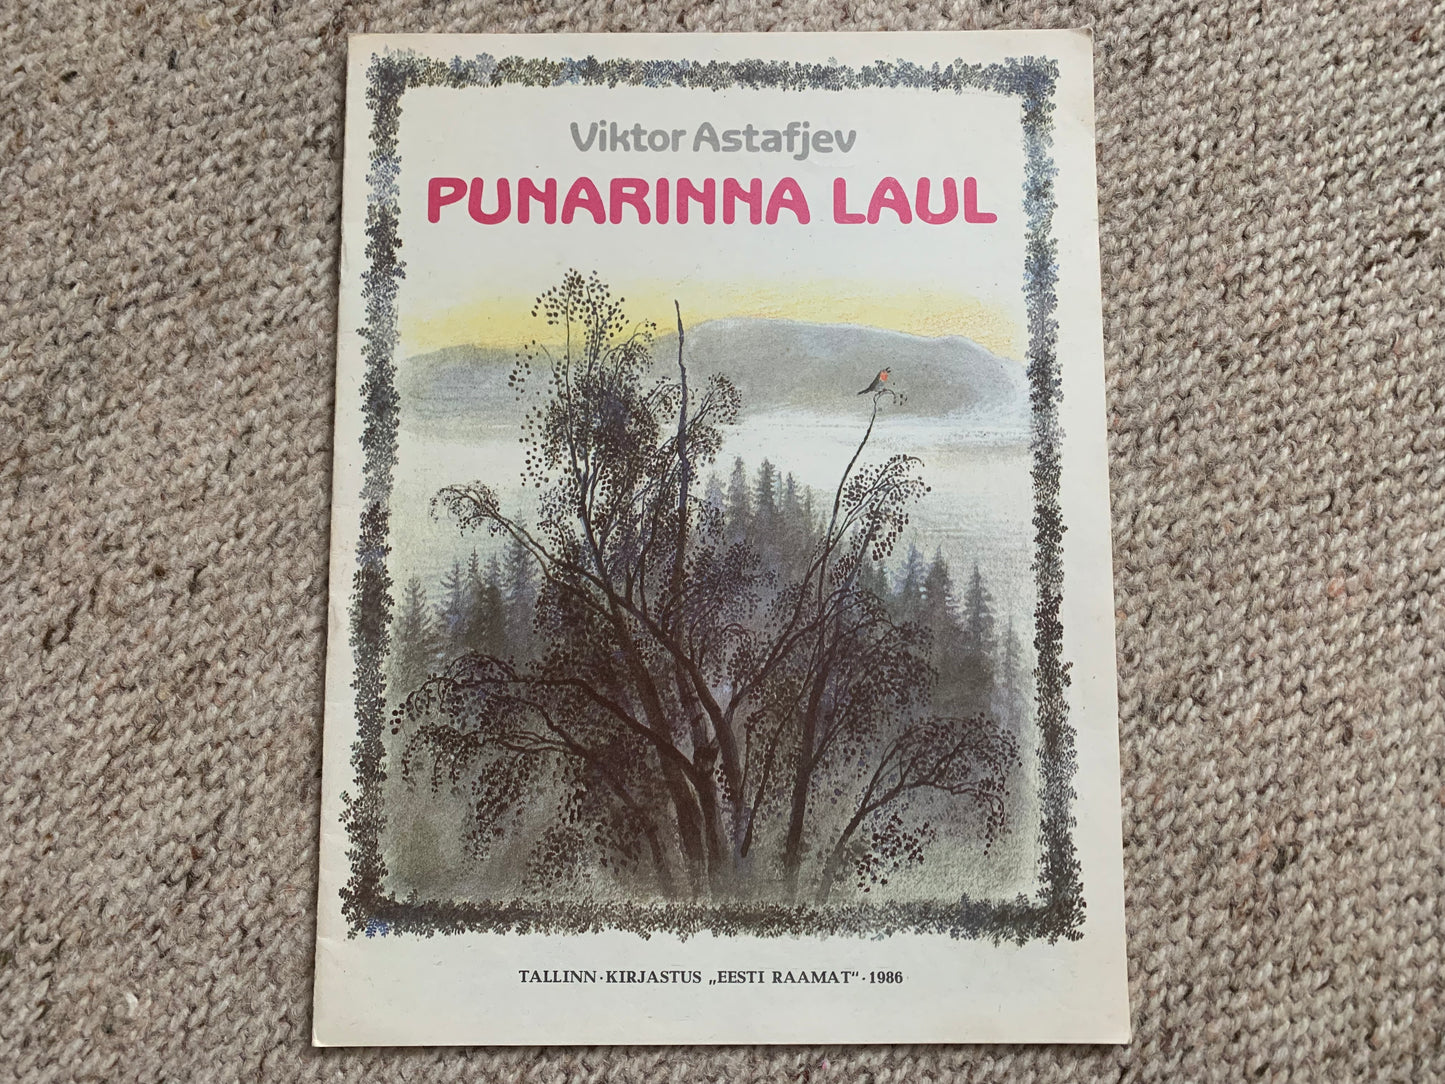 Viktor Astafjev
PUNARINNA LAUL
TALLINN · KIRJASTUS „EESTI RAAMAT“ · 1986